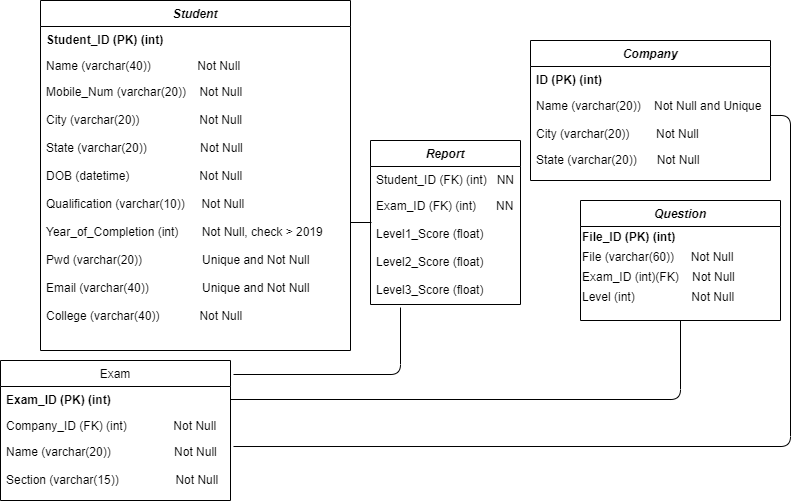 Student
Student_ID (PK) (int)
Name (varchar(40)) Not Null
Mobile_Num (varchar(20)) Not Null
City (varchar(20)) Not Null
State (varchar(20)) Not Null
DOB (datetime) Not Null
Qualification (varchar(10)) Not Null
Year_of_Completion (int) Not Null, check > 2019
Pwd (varchar(20)) Unique and Not Null
Email (varchar(40)) Unique and Not Null
College (varchar(40)) Not Null
Report
Student_ID (FK) (int) NN
Exam_ID (FK) (int) NN
Level1_Score (float)
Level2_Score (float)
Level3_Score (float)
Company
ID (PK) (int)
Name (varchar(20)) Not Null and Unique
City (varchar(20)) Not Null
State (varchar(20)) Not Null
Question
File_ID (PK) (int)
File (varchar(60)) Not Null
Exam_ID (int)(FK) Not Null
Level (int) Not Null
Exam
Exam_ID (PK) (int)
Company_ID (FK) (int) Not Null
Name (varchar(20)) Not Null
Section (varchar(15)) Not Null